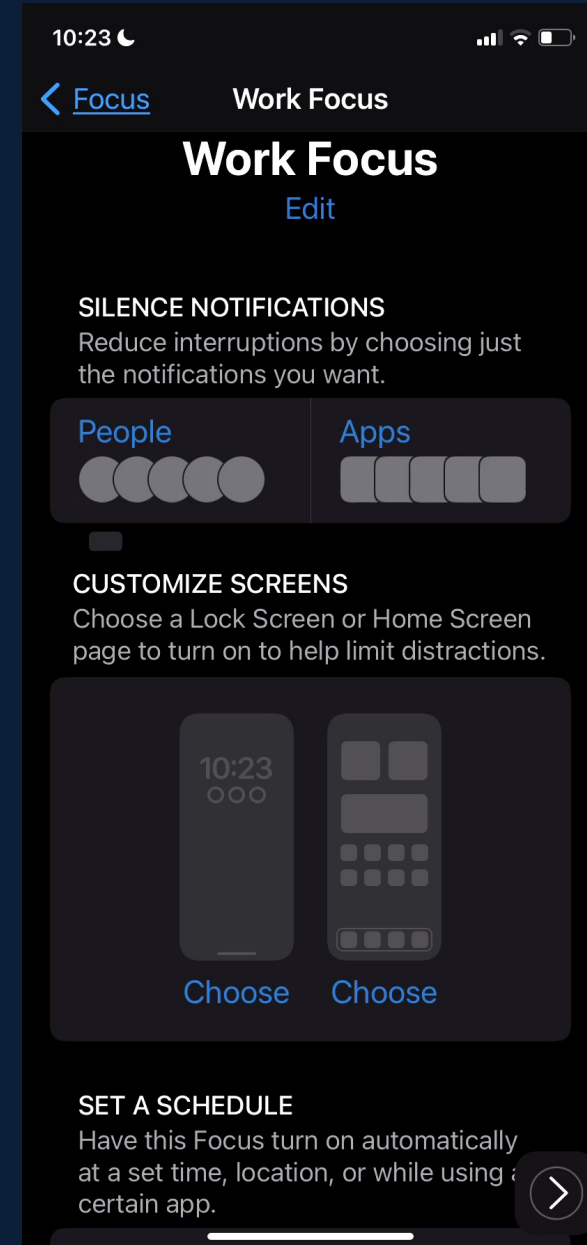 10:23
Focus
Work Focus
Work Focus
Edit
SILENCE NOTIFICATIONS
Reduce interruptions by choosing just
the notifications you want.
People
Apps
CUSTOMIZE SCREENS
Choose a Lock Screen or Home Screen
page to turn on to help limit distractions.
10:23
Choose
Choose
SET A SCHEDULE
Have this Focus turn on automatically
at a set time, location, or while using
certain app.